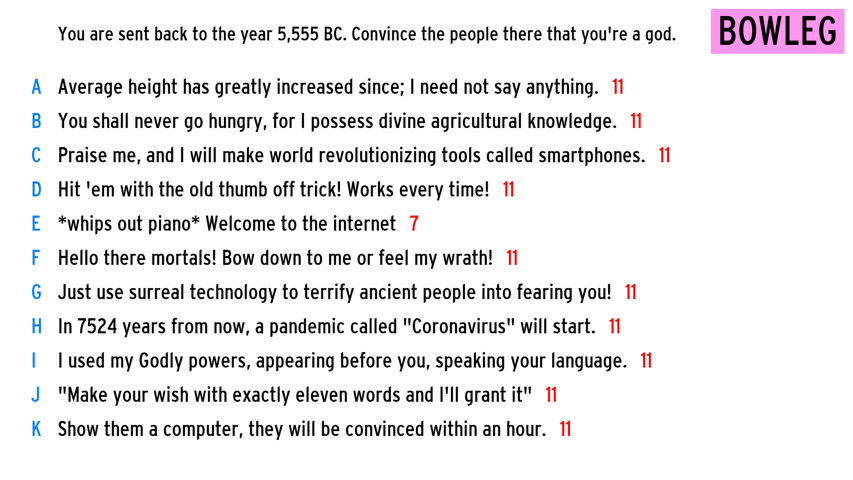 You are sent back to the year 5,555 BC. Convince the people there that you're a god.
BOWLEG
A Average height has greatly increased since; I need not say anything. 11
B You shall never go hungry, for I possess divine agricultural knowledge. 11
C Praise me, and I will make world revolutionizing tools called smartphones. 11
D Hit 'em with the old thumb off trick! Works every time! 11
E *whips out piano* Welcome to the internet 7
F Hello there mortals! Bow down to me or feel my wrath! 11
G Just use surreal technology to terrify ancient people into fearing you! 11
H In 7524 years from now, a pandemic called "Coronavirus" will start. 11
I I used my Godly powers, appearing before you, speaking your language. 11
J "Make your wish with exactly eleven words and I'll grant it" 11
K Show them a computer, they will be convinced within an hour. 11